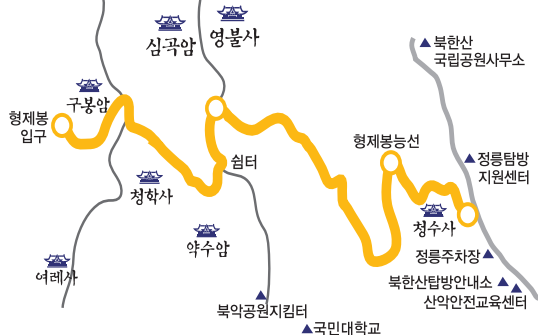 심곡암
영불사
북한산
국립공원사무소
구봉암
형제봉
입구
형제봉능선
쉼터
정릉탐방
지원센터
청학사
청수사
약수암
정릉주차장
여래사
북한산탑방안내소
산악안전교육센터
북악공원지킴터
국민대학교